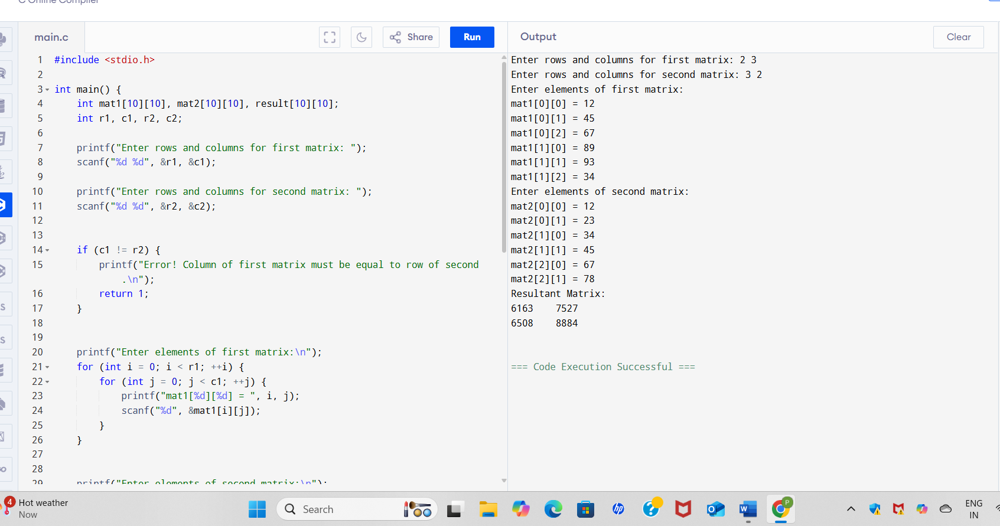 C Online Compiler
main.c
Share
Run
Output
Clear
1 #include <stdio.h>
2
3 int main() {
4 int mat1[10][10], mat2[10][10], result[10][10];
5 int r1, c1, r2, c2;
6
7 printf("Enter rows and columns for first matrix: ");
8 scanf("%d %d", &r1, &c1);
9
10 printf("Enter rows and columns for second matrix: ");
11 scanf("%d %d", &r2, &c2);
12
13
14 if (c1 != r2) {
15 printf("Error! Column of first matrix must be equal to row of second
.\n");
16 return 1;
17 }
18
19
20 printf("Enter elements of first matrix:\n");
21 for (int i = 0; i < r1; ++i) {
22 for (int j = 0; j < c1; ++j) {
23 printf("mat1[%d][%d] = ", i, j);
24 scanf("%d", &mat1[i][j]);
25 }
26 }
27
28
29 printf("Enter elements of second matrix:\n");
Enter rows and columns for first matrix: 2 3
Enter rows and columns for second matrix: 3 2
Enter elements of first matrix:
mat1[0][0] = 12
mat1[0][1] = 45
mat1[0][2] = 67
mat1[1][0] = 89
mat1[1][1] = 93
mat1[1][2] = 34
Enter elements of second matrix:
mat2[0][0] = 12
mat2[0][1] = 23
mat2[1][0] = 34
mat2[1][1] = 45
mat2[2][0] = 67
mat2[2][1] = 78
Resultant Matrix:
6163 7527
6508 8884
=== Code Execution Successful ===
4
Hot weather
Now
Search
hp
P
ENG
IN